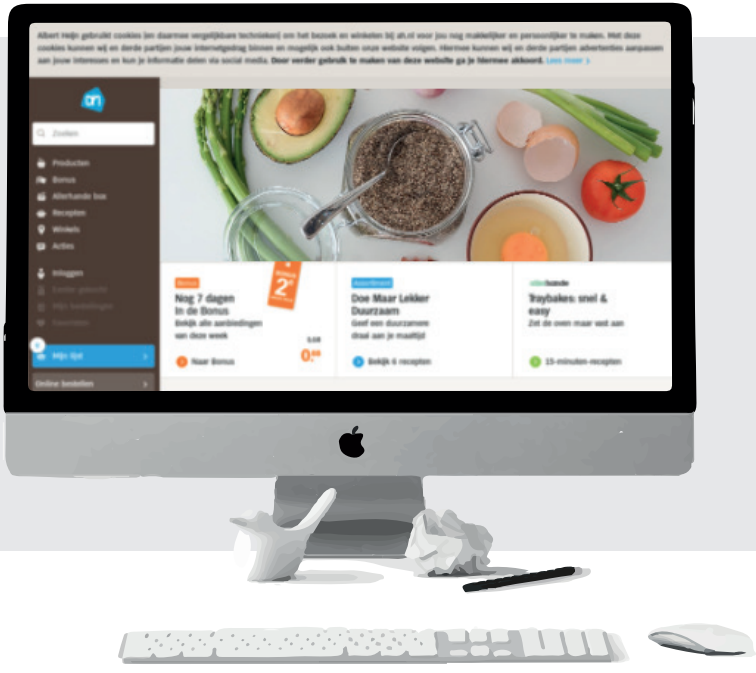 Albert Heijn gebruikt cookies (en daarmee vergelijkbare technieken) om het bezoek en winkelen bij ah.nl voor jou nog makkelijker en persoonlijker te maken. Met deze
cookies kunnen wij en derde partijen jouw internetgedrag binnen en mogelijk ook buiten onze website volgen. Hiermee kunnen wij en derde partijen advertenties aanpassen
aan jouw interesses en kun je informatie delen via social media. Door verder gebruik te maken van deze website ga je hiermee akkoord. Lees meer
Zoeken
Producten
Bonus
Allerhande box
Recepten
Winkels
Acties
Inloggen
Eerder gekocht
Mijn bestellingen
Favorieten
Mijn lijst
Online bestellen
Bonus
Nog 7 dagen
In de Bonus
Bekijk alle aanbiedingen
van deze week
Naar Bonus
Assortiment
Doe Maar Lekker
Duurzaam
Geef een duurzamere
draai aan je maaltijd
Bekijk 6 recepten
allerhande
Traybakes: snel &
easy
Zet de oven maar vast aan
15-minuten-recepten